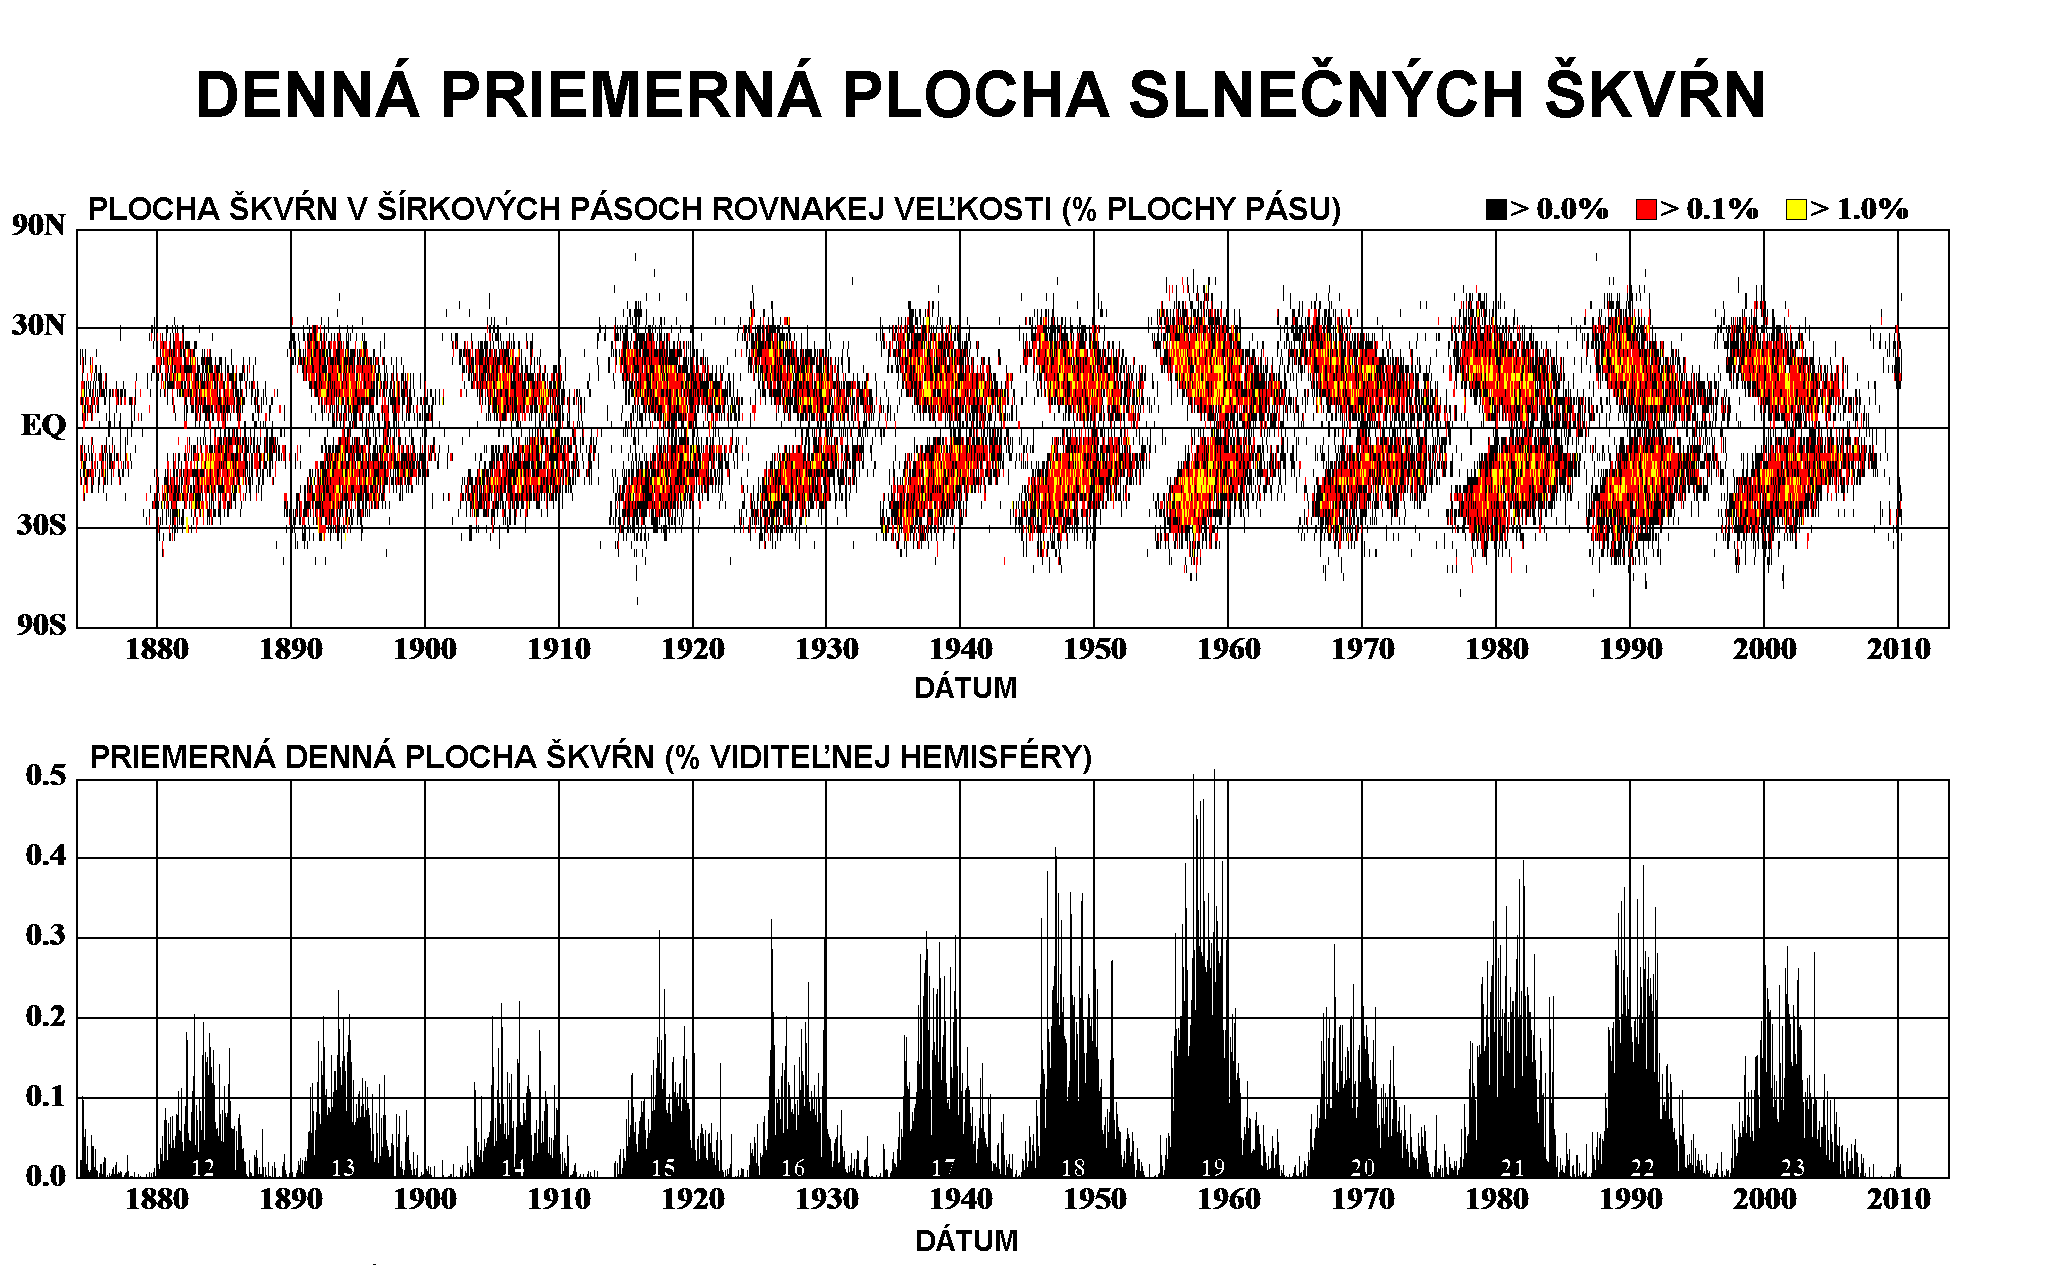 DENNÁ PRIEMERNÁ PLOCHA SLNEČNÝCH ŠKVŔN
PLOCHA ŠKVŔN V ŠÍRKOVÝCH PÁSOCH ROVNAKEJ VEĽKOSTI (% PLOCHY PÁSU) > 0.0% > 0.1% > 1.0%
90N
30N
EQ
30S
90S
1880 1890 1900 1910 1920 1930 1940 1950 1960 1970 1980 1990 2000 2010
DÁTUM
PRIEMERNÁ DENNÁ PLOCHA ŠKVŔN (% VIDITEĽNEJ HEMISFÉRY)
0.5
0.4
0.3
0.2
0.1
0.0
12 13 14 15 16 17 18 19 20 21 22 23
1880 1890 1900 1910 1920 1930 1940 1950 1960 1970 1980 1990 2000 2010
DÁTUM